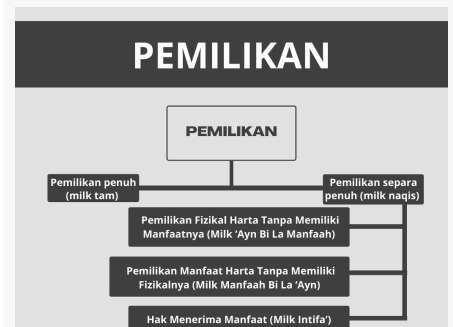 PEMILIKAN
PEMILIKAN
Pemilikan penuh
(milk tam)
Pemilikan separa
penuh (milk naqis)
Pemilikan Fizikal Harta Tanpa Memiliki
Manfaatnya (Milk ‘Ayn Bi La Manfaah)
Pemilikan Manfaat Harta Tanpa Memiliki
Fizikalnya (Milk Manfaah Bi La ‘Ayn)
Hak Menerima Manfaat (Milk Intifa’)